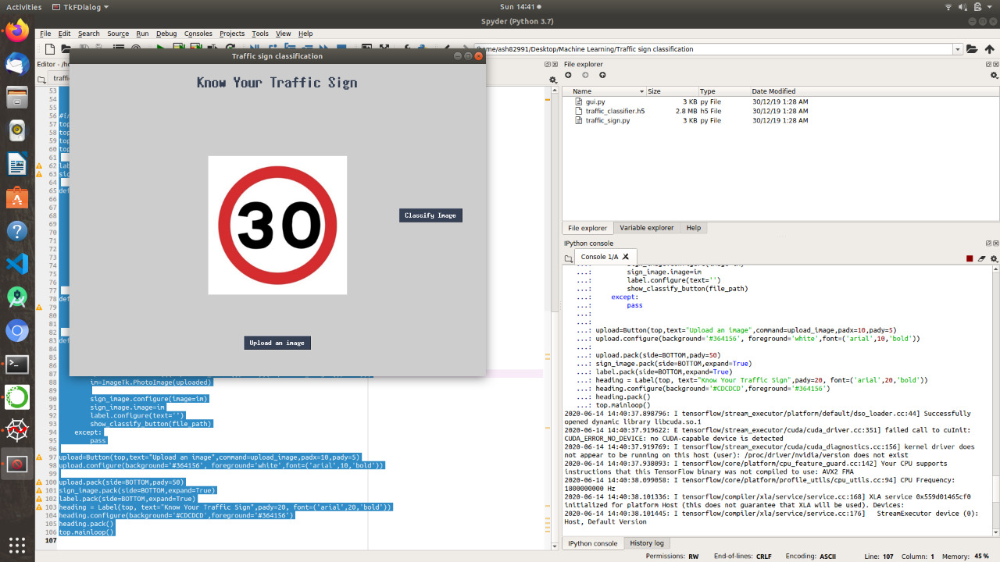 Activities
TkFDialog
Sun 14:41
Spyder (Python 3.7)
File Edit Search Source Run Debug Consoles Projects Tools View Help
/home/ash82991/Desktop/Machine Learning/Traffic sign classification
Traffic sign classification
Know Your Traffic Sign
30
Classify Image
Upload an image
File explorer
Name Size Type Date Modified
gui.py 3 KB py File 30/12/19 1:28 AM
traffic_classifier.h5 2.8 MB h5 File 30/12/19 1:28 AM
traffic_sign.py 3 KB py File 30/12/19 1:28 AM
File explorer Variable explorer Help
IPython console
Console 1/A
...: sign_image.image=im
...: label.configure(text='')
...: show_classify_button(file_path)
...: except:
...: pass
...:
...:
...: upload=Button(top,text="Upload an image",command=upload_image,padx=10,pady=5)
...: upload.configure(background='#364156', foreground='white',font=('arial',10,'bold'))
...:
...: upload.pack(side=BOTTOM,pady=50)
...: sign_image.pack(side=BOTTOM,expand=True)
...: label.pack(side=BOTTOM,expand=True)
...: heading = Label(top, text="Know Your Traffic Sign",pady=20, font=('arial',20,'bold'))
...: heading.configure(background='#CDCDCD',foreground='#364156')
...: heading.pack()
...: top.mainloop()
2020-06-14 14:40:37.898796: I tensorflow/stream_executor/platform/default/dso_loader.cc:44] Successfully
opened dynamic library libcuda.so.1
2020-06-14 14:40:37.919622: E tensorflow/stream_executor/cuda/cuda_driver.cc:351] failed call to cuInit:
CUDA_ERROR_NO_DEVICE: no CUDA-capable device is detected
2020-06-14 14:40:37.919769: I tensorflow/stream_executor/cuda/cuda_diagnostics.cc:156] kernel driver does
not appear to be running on this host (user): /proc/driver/nvidia/version does not exist
2020-06-14 14:40:37.938093: I tensorflow/core/platform/cpu_feature_guard.cc:142] Your CPU supports
instructions that this TensorFlow binary was not compiled to use: AVX2 FMA
2020-06-14 14:40:38.099058: I tensorflow/core/platform/profile_utils/cpu_utils.cc:94] CPU Frequency:
1800000000 Hz
2020-06-14 14:40:38.101336: I tensorflow/compiler/xla/service/service.cc:168] XLA service 0x559d01465cf0
initialized for platform Host (this does not guarantee that XLA will be used). Devices:
2020-06-14 14:40:38.101445: I tensorflow/compiler/xla/service/service.cc:176] StreamExecutor device (0):
Host, Default Version
IPython console History log
Editor - /ho
traffic
53
54
55
56 #in
57 top
58 top
59 top
60 top
61
62 lab
63 sig
64
65 def
66
67
68
69
70
71
72
73
74
75
76
77
78 def
79
80
81
82
83 def
84
85
86
87
88 im=ImageTk.PhotoImage(uploaded)
89
90 sign_image.configure(image=im)
91 sign_image.image=im
92 label.configure(text='')
93 show_classify_button(file_path)
94 except:
95 pass
96
97 upload=Button(top,text="Upload an image",command=upload_image,padx=10,pady=5)
98 upload.configure(background='#364156', foreground='white',font=('arial',10,'bold'))
99
100 upload.pack(side=BOTTOM,pady=50)
101 sign_image.pack(side=BOTTOM,expand=True)
102 label.pack(side=BOTTOM,expand=True)
103 heading = Label(top, text="Know Your Traffic Sign",pady=20, font=('arial',20,'bold'))
104 heading.configure(background='#CDCDCD',foreground='#364156')
105 heading.pack()
106 top.mainloop()
107
Permissions: RW End-of-lines: CRLF Encoding: ASCII Line: 107 Column: 1 Memory: 45 %